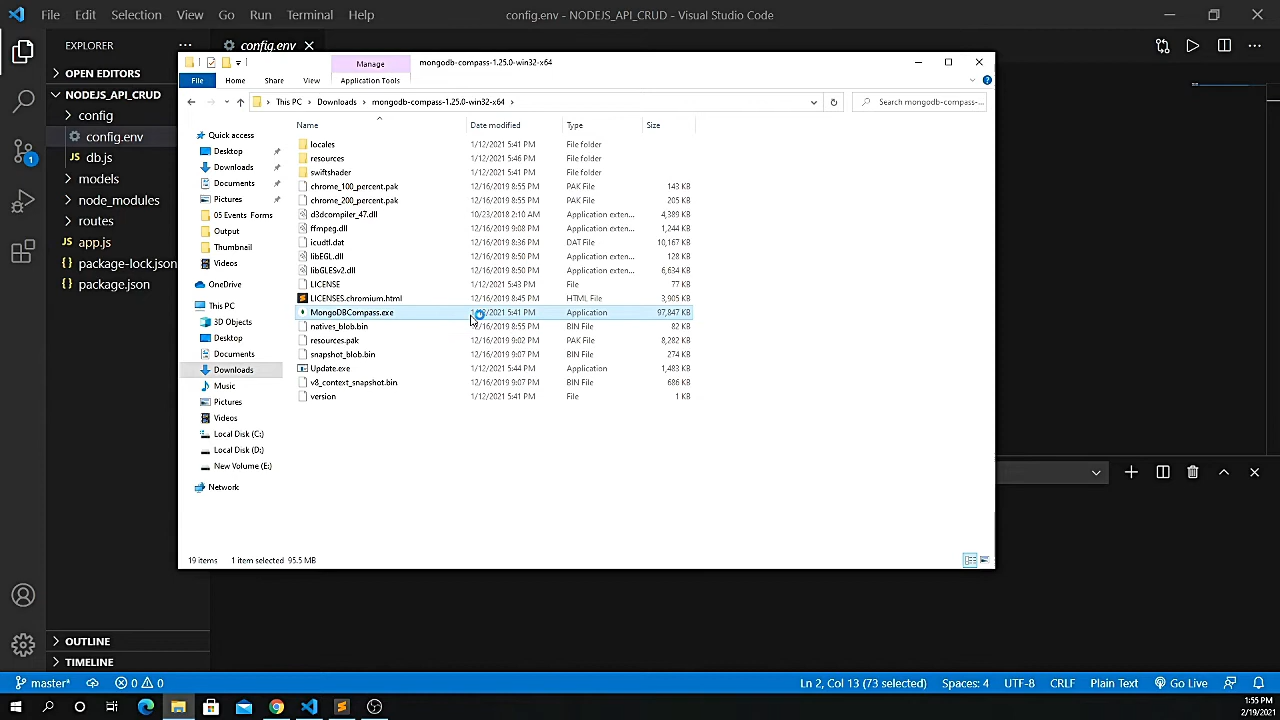 File Edit Selection View Go Run Terminal Help
config.env - NODEJS_API_CRUD - Visual Studio Code
EXPLORER
config.env
OPEN EDITORS
NODEJS_API_CRUD
config
config.env
db.js
models
node_modules
routes
app.js
package-lock.json
package.json
OUTLINE
TIMELINE
Manage
mongodb-compass-1.25.0-win32-x64
File Home Share View Application Tools
This PC > Downloads > mongodb-compass-1.25.0-win32-x64 >
Search mongodb-compass-...
Quick access
Desktop
Downloads
Documents
Pictures
05 Events Forms
Output
Thumbnail
Videos
OneDrive
This PC
3D Objects
Desktop
Documents
Downloads
Music
Pictures
Videos
Local Disk (C:)
Local Disk (D:)
New Volume (E:)
Network
Name Date modified Type Size
locales 1/12/2021 5:41 PM File folder
resources 1/12/2021 5:46 PM File folder
swiftshader 1/12/2021 5:41 PM File folder
chrome_100_percent.pak 12/16/2019 8:55 PM PAK File 143 KB
chrome_200_percent.pak 12/16/2019 8:55 PM PAK File 205 KB
d3dcompiler_47.dll 10/23/2018 2:10 AM Application exten... 4,389 KB
ffmpeg.dll 12/16/2019 9:08 PM Application exten... 1,244 KB
icudtl.dat 12/16/2019 8:36 PM DAT File 10,167 KB
libEGL.dll 12/16/2019 8:50 PM Application exten... 128 KB
libGLESv2.dll 12/16/2019 8:50 PM Application exten... 6,634 KB
LICENSE 1/12/2021 5:43 PM File 77 KB
LICENSES.chromium.html 12/16/2019 8:45 PM HTML File 3,905 KB
MongoDBCompass.exe 5:41 PM Application 97,847 KB
natives_blob.bin 12/16/2019 8:55 PM BIN File 82 KB
resources.pak 12/16/2019 9:02 PM PAK File 8,282 KB
snapshot_blob.bin 12/16/2019 9:07 PM BIN File 274 KB
Update.exe 1/12/2021 5:44 PM Application 1,483 KB
v8_context_snapshot.bin 12/16/2019 9:07 PM BIN File 686 KB
version 1/12/2021 5:41 PM File 1 KB
19 items 1 item selected 95.5 MB
master* 0 0
Ln 2, Col 13 (73 selected) Spaces: 4 UTF-8 CRLF Plain Text Go Live
1:55 PM
2/19/2021